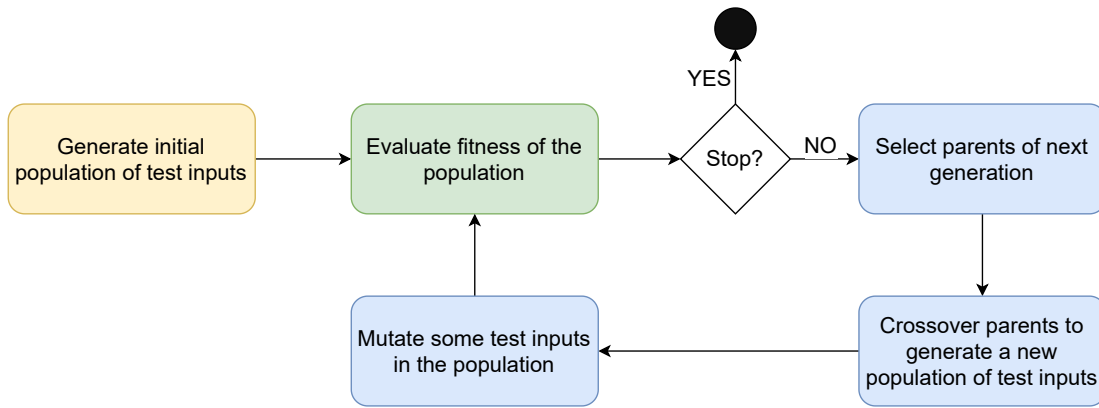 YES
Generate initial
population of test inputs
Evaluate fitness of the
population
Stop?
NO
Select parents of next
generation
Mutate some test inputs
in the population
Crossover parents to
generate a new
population of test inputs